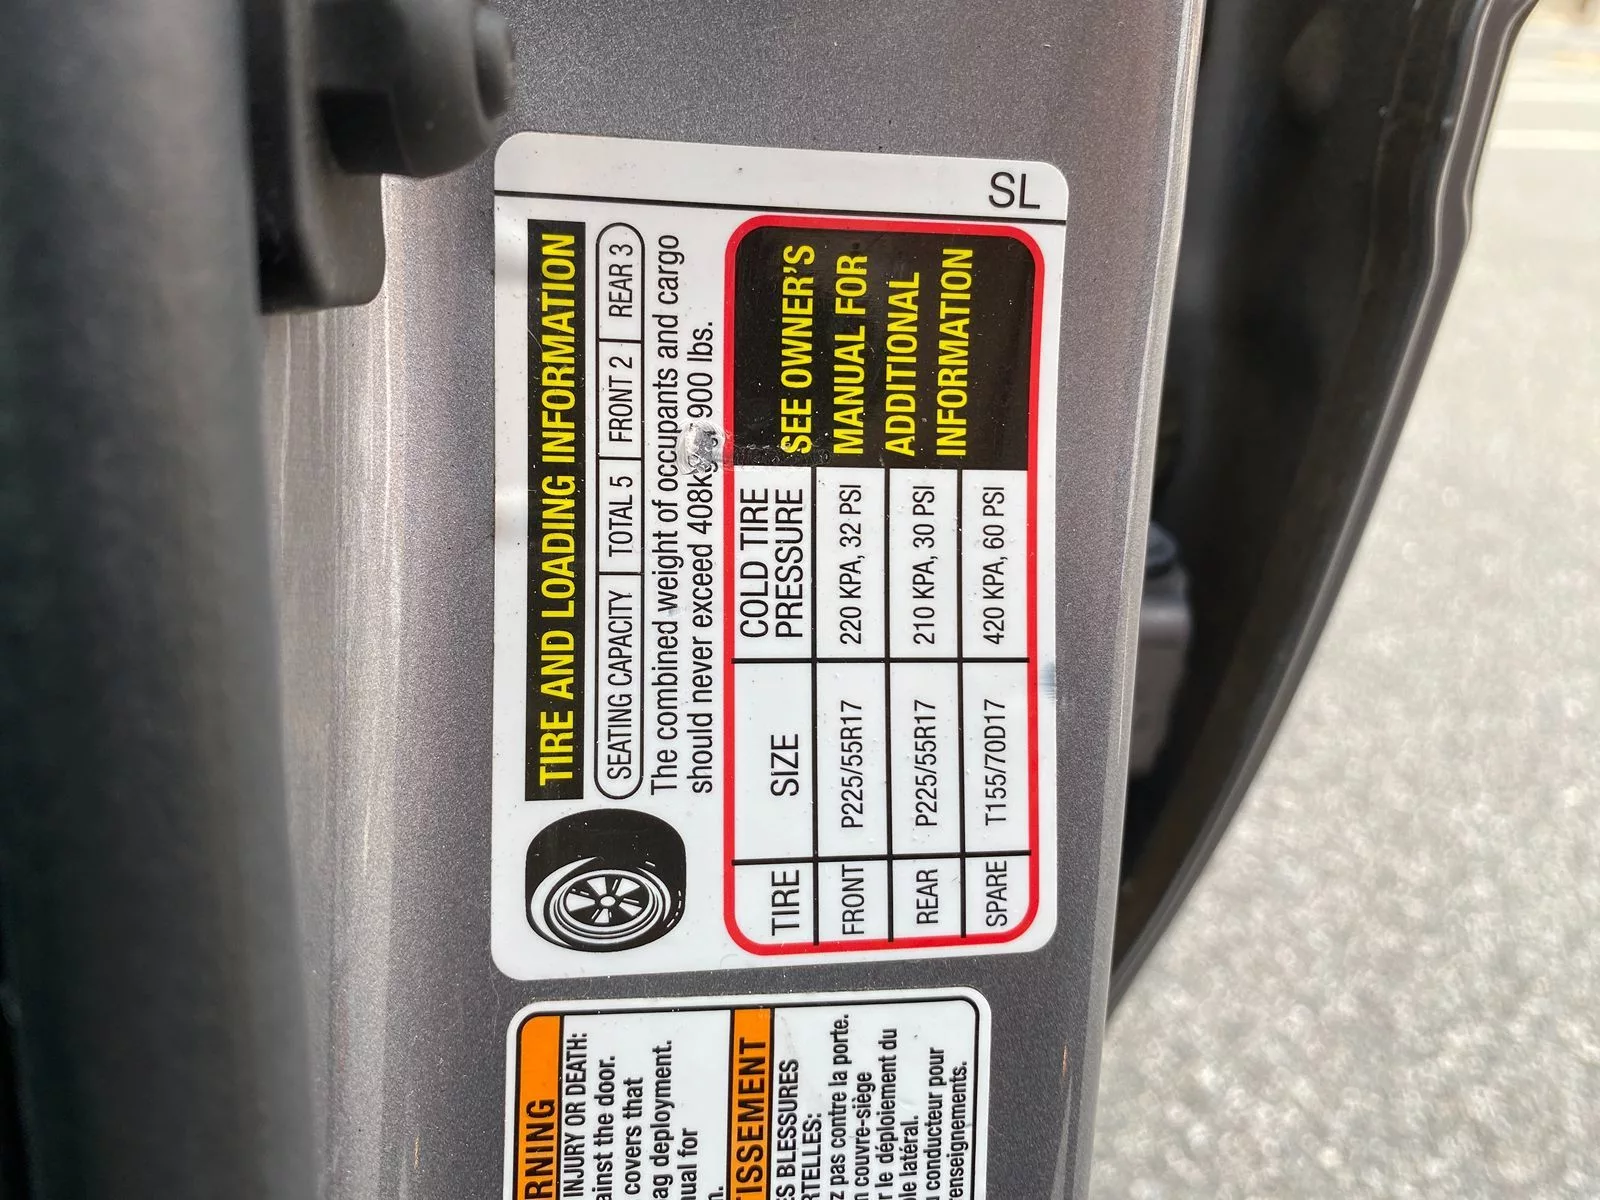 SL
TIRE AND LOADING INFORMATION
SEATING CAPACITY TOTAL 5 FRONT 2 REAR 3
The combined weight of occupants and cargo
should never exceed 408kg 900 lbs.
TIRE SIZE COLD TIRE PRESSURE
FRONT P225/55R17 220 KPA, 32 PSI
REAR P225/55R17 210 KPA, 30 PSI
SPARE T155/70D17 420 KPA, 60 PSI
SEE OWNER'S
MANUAL FOR
ADDITIONAL
INFORMATION
RNING
INJURY OR DEATH:
ainst the door.
covers that
ag deployment.
nual for
n.
TISSEMENT
ES BLESSURES
RTELLES:
z pas contre la porte.
n couvre-siège
r le déploiement du
le latéral.
u conducteur pour
renseignements.